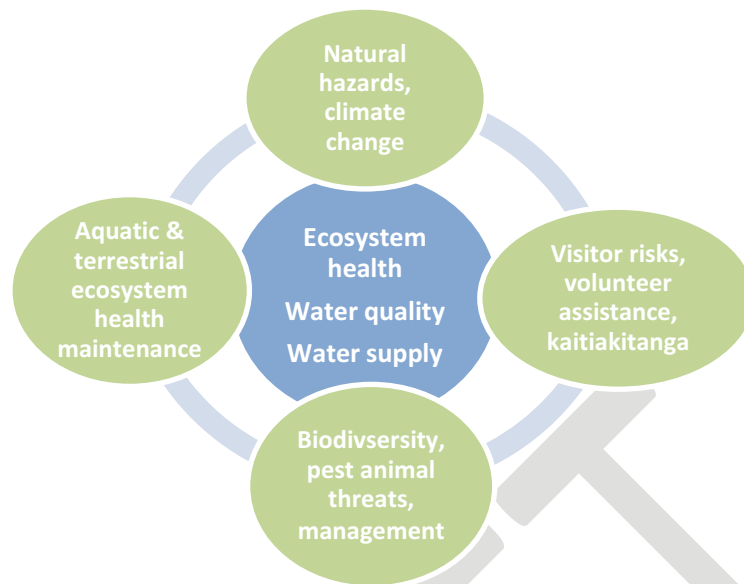 Natural
hazards,
climate
change
Aquatic &
terrestrial
ecosystem
health
maintenance
Ecosystem
health
Water quality
Water supply
Visitor risks,
volunteer
assistance,
kaitiakitanga
Biodivsersity,
pest animal
threats,
management